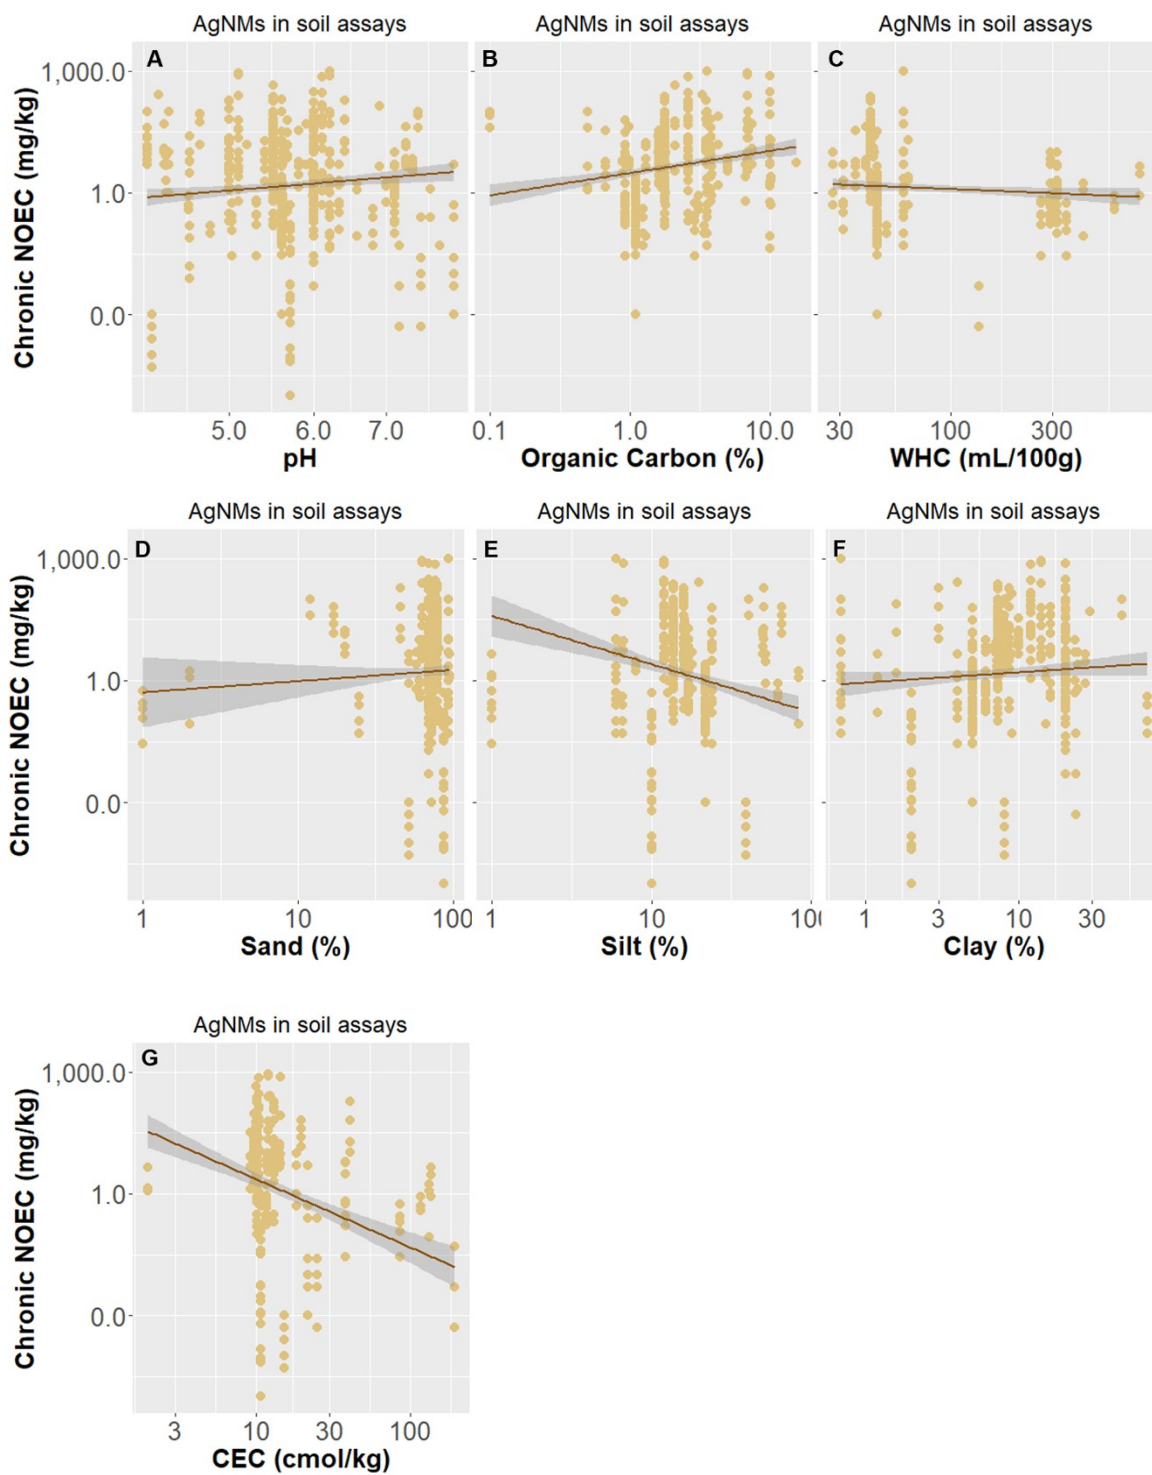 AgNMs in soil assays AgNMs in soil assays AgNMs in soil assays
A B C
Chronic NOEC (mg/kg)
1,000.0
1.0
0.0
5.0 6.0 7.0 0.1 1.0 10.0 30 100 300
pH Organic Carbon (%) WHC (mL/100g)
AgNMs in soil assays AgNMs in soil assays AgNMs in soil assays
D E F
Chronic NOEC (mg/kg)
1,000.0
1.0
0.0
1 10 100 1 10 100 1 3 10 30
Sand (%) Silt (%) Clay (%)
AgNMs in soil assays
G
Chronic NOEC (mg/kg)
1,000.0
1.0
0.0
3 10 30 100
CEC (cmol/kg)